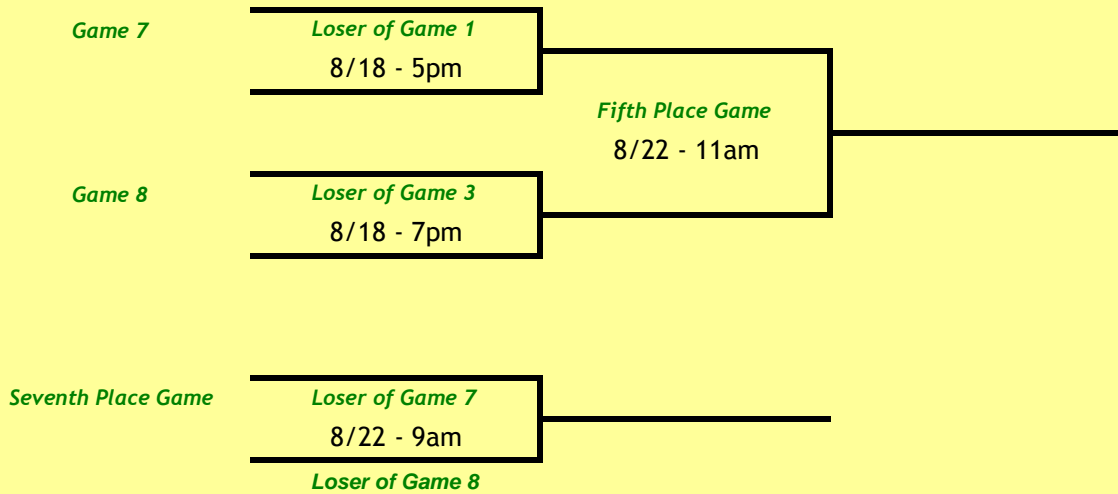 Game 7
Loser of Game 1
8/18 - 5pm
Fifth Place Game
8/22 - 11am
Game 8
Loser of Game 3
8/18 - 7pm
Seventh Place Game
Loser of Game 7
8/22 - 9am
Loser of Game 8